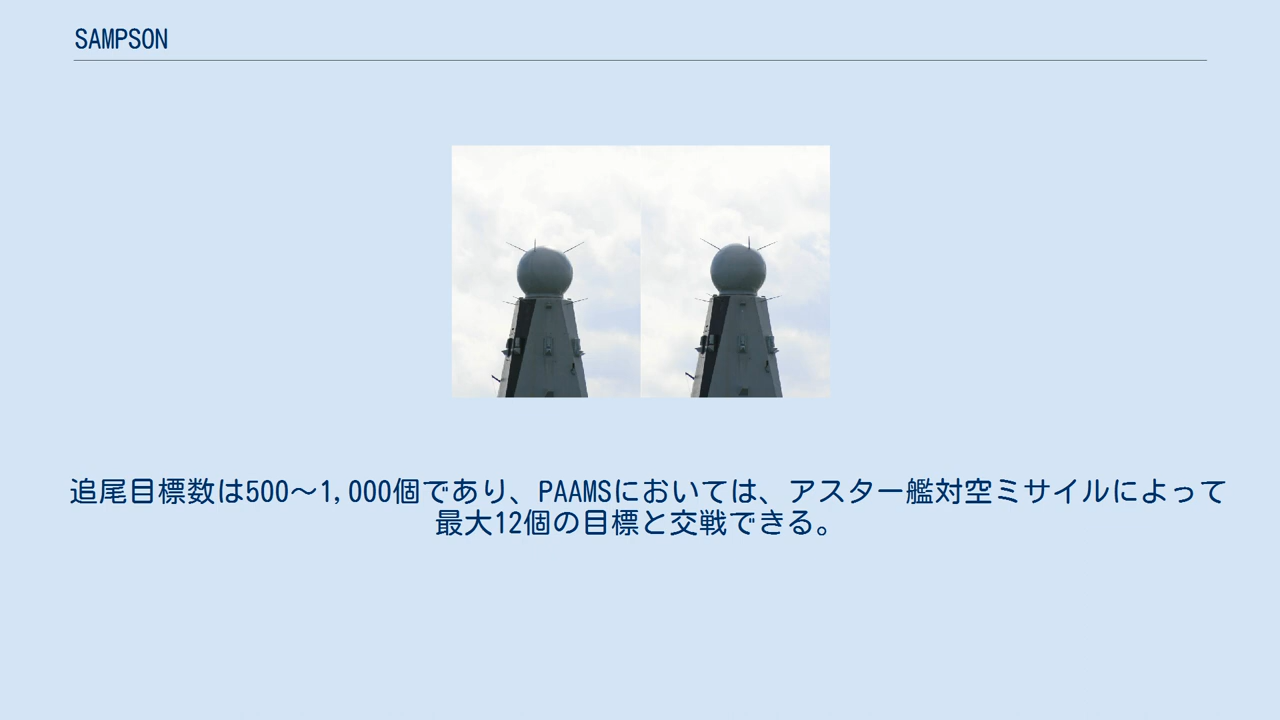 SAMPSON
追尾目標数は500～1,000個であり、PAAMSにおいては、アスター艦対空ミサイルによって
最大12個の目標と交戦できる。